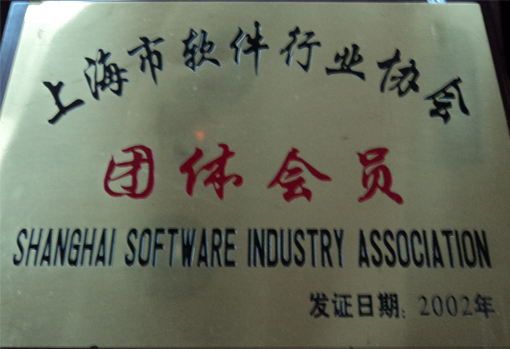 上海市软件行业协会
团体会员
SHANGHAI SOFTWARE INDUSTRY ASSOCIATION
发证日期：2002年